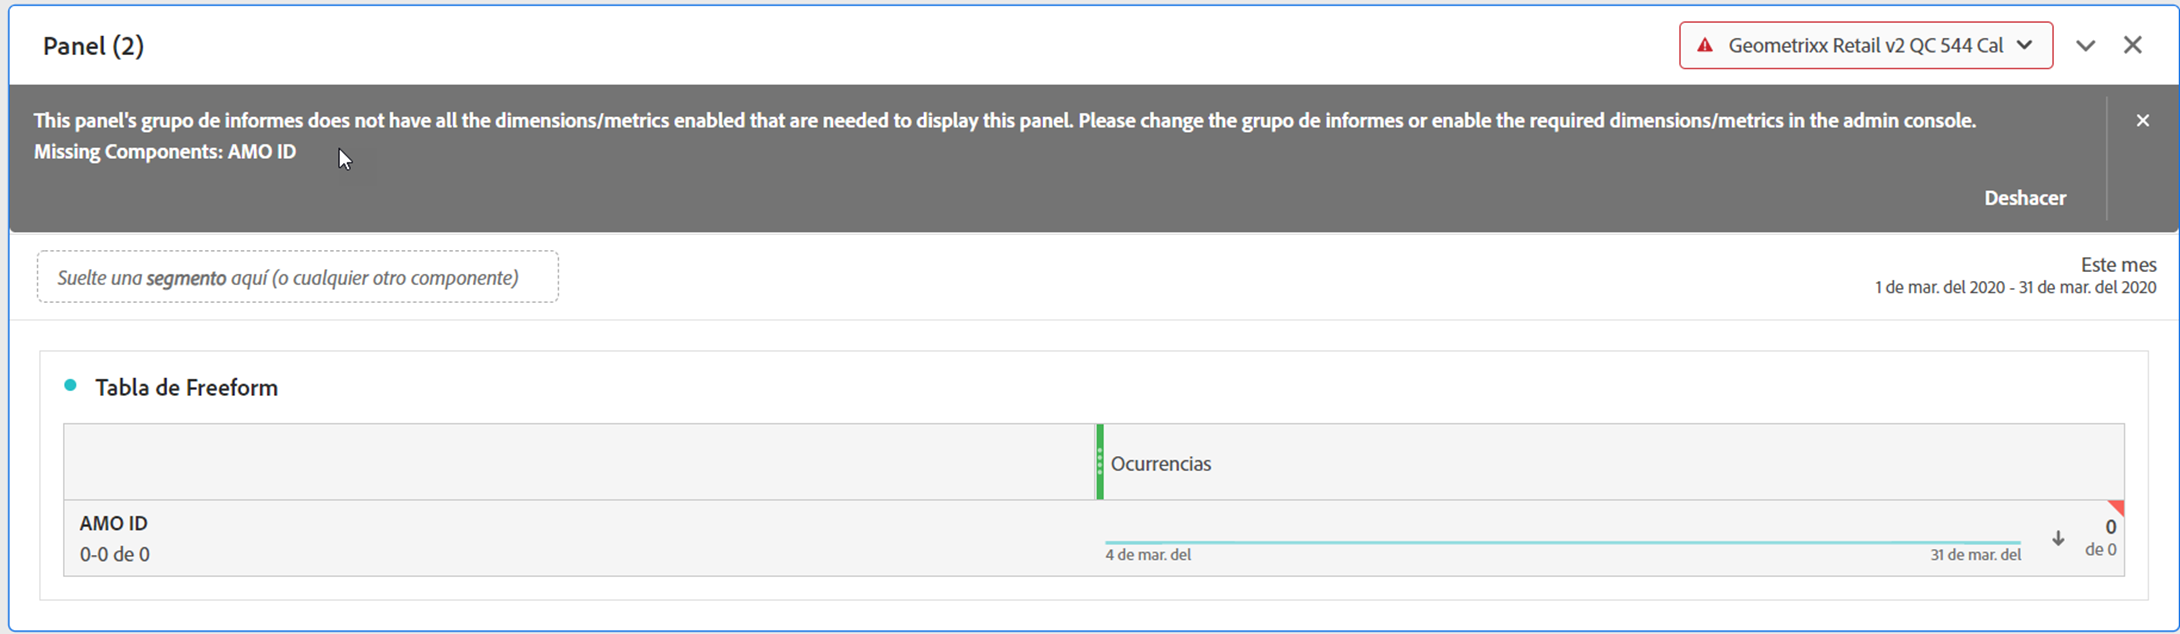 Panel (2)
Geometrixx Retail v2 QC 544 Cal
This panel's grupo de informes does not have all the dimensions/metrics enabled that are needed to display this panel. Please change the grupo de informes or enable the required dimensions/metrics in the admin console.
Missing Components: AMO ID
Deshacer
Suelte una segmento aquí (o cualquier otro componente)
Este mes
1 de mar. del 2020 - 31 de mar. del 2020
Tabla de Freeform
Ocurrencias
AMO ID
0-0 de 0
4 de mar. del
31 de mar. del
0
de 0